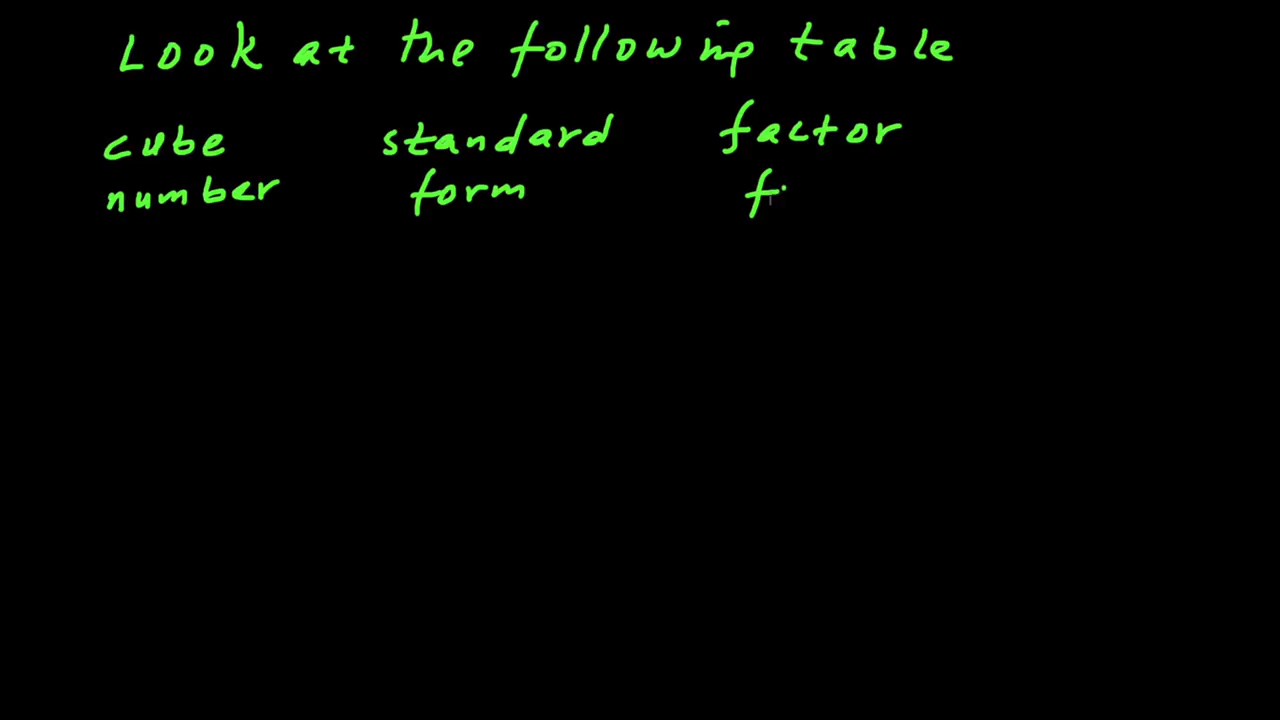 Look at the following table
cube standard factor
number form f